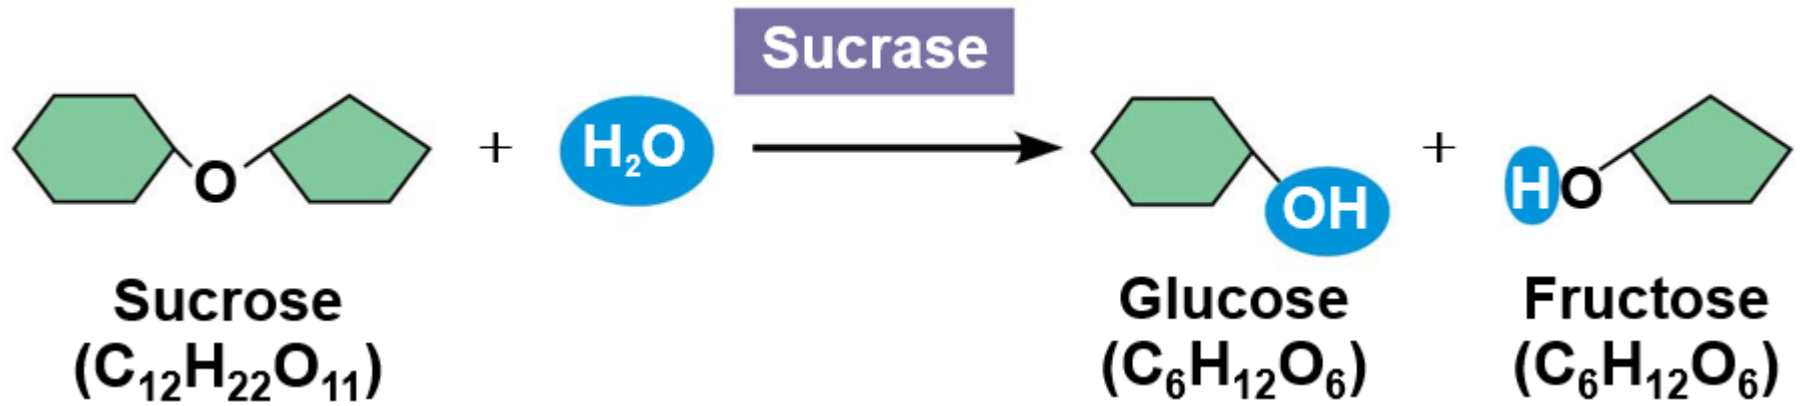 Sucrase
O + H₂O OH + HO
Sucrose Glucose Fructose
(C₁₂H₂₂O₁₁) (C₆H₁₂O₆) (C₆H₁₂O₆)